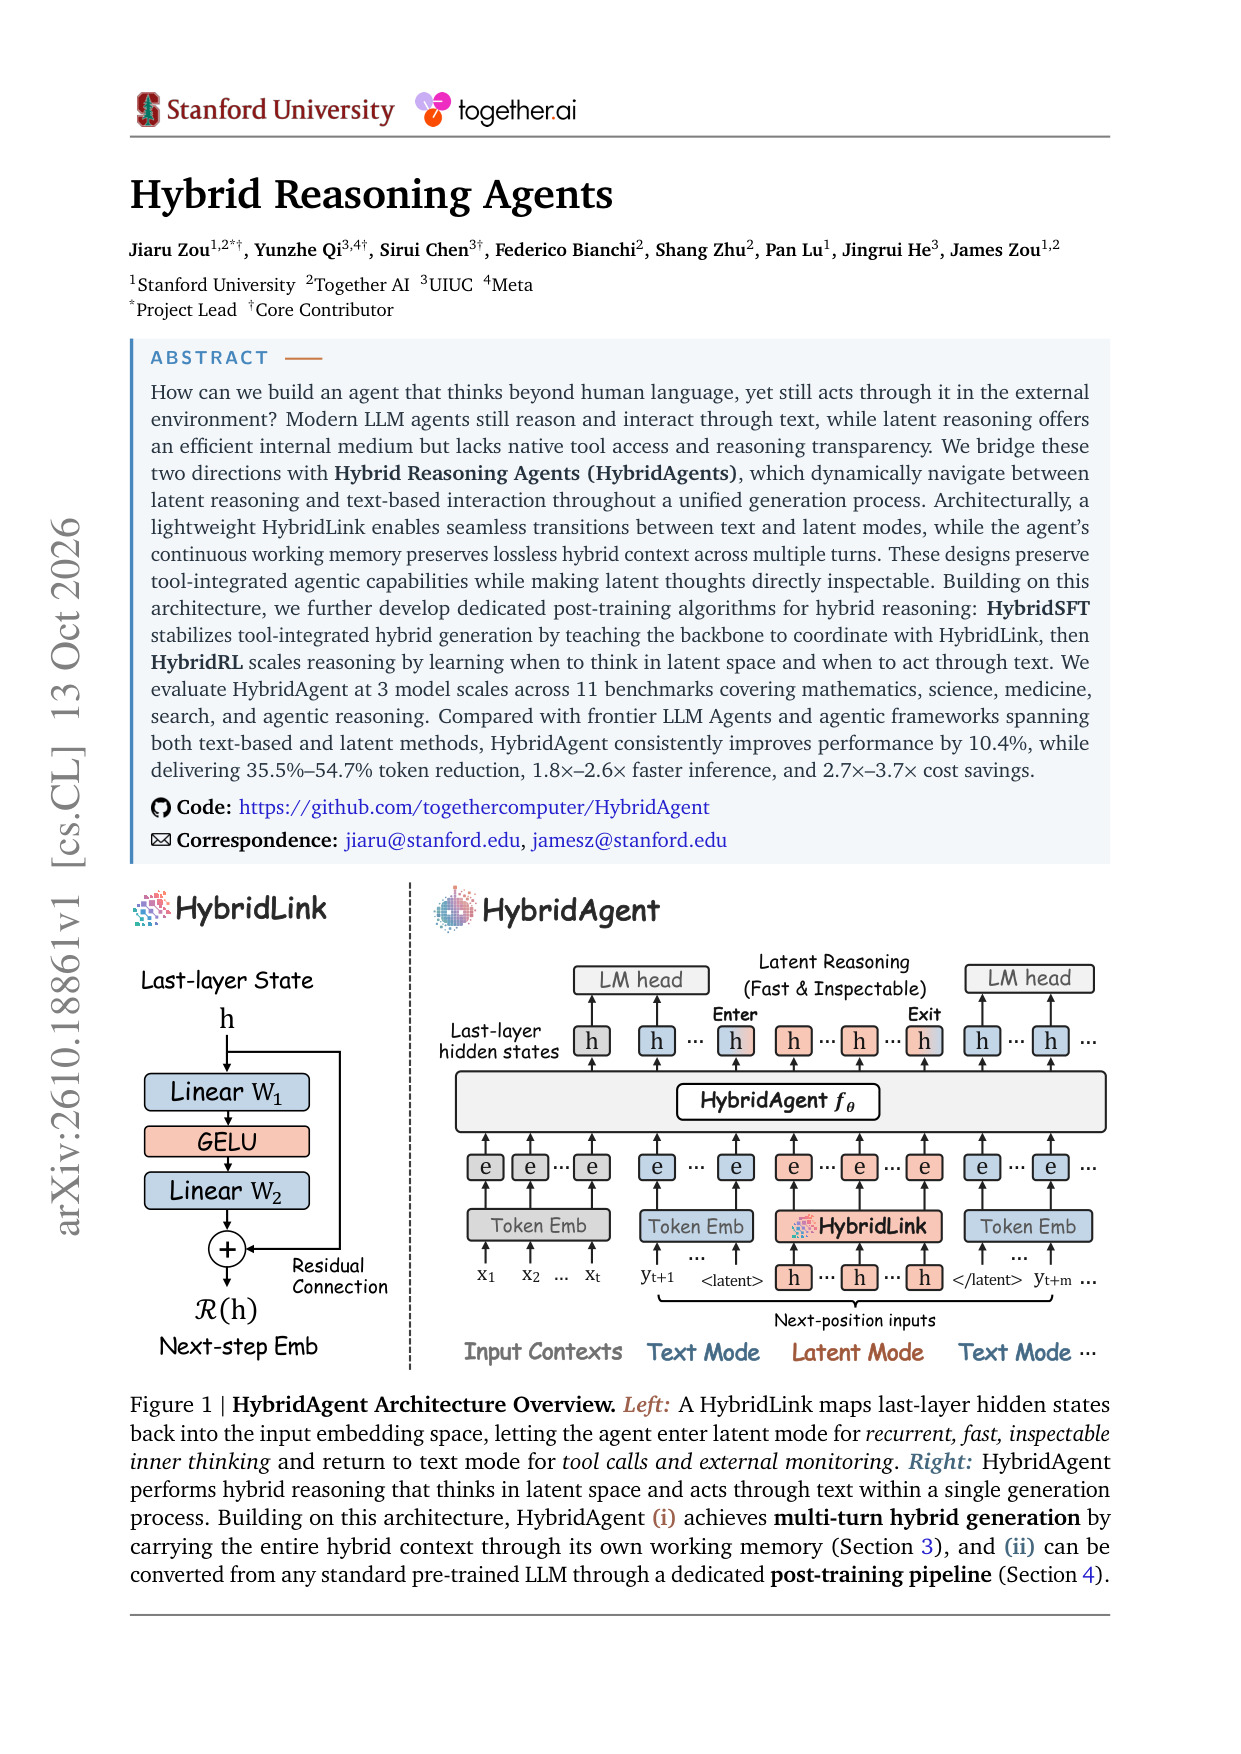 Stanford University together.ai
Hybrid Reasoning Agents
Jiaru Zou1,2*†, Yunzhe Qi3,4†, Sirui Chen3†, Federico Bianchi2, Shang Zhu2, Pan Lu1, Jingrui He3, James Zou1,2
1Stanford University 2Together AI 3UIUC 4Meta
*Project Lead †Core Contributor
ABSTRACT
How can we build an agent that thinks beyond human language, yet still acts through it in the external
environment? Modern LLM agents still reason and interact through text, while latent reasoning offers
an efficient internal medium but lacks native tool access and reasoning transparency. We bridge these
two directions with Hybrid Reasoning Agents (HybridAgents), which dynamically navigate between
latent reasoning and text-based interaction throughout a unified generation process. Architecturally, a
lightweight HybridLink enables seamless transitions between text and latent modes, while the agent's
continuous working memory preserves lossless hybrid context across multiple turns. These designs preserve
tool-integrated agentic capabilities while making latent thoughts directly inspectable. Building on this
architecture, we further develop dedicated post-training algorithms for hybrid reasoning: HybridSFT
stabilizes tool-integrated hybrid generation by teaching the backbone to coordinate with HybridLink, then
HybridRL scales reasoning by learning when to think in latent space and when to act through text. We
evaluate HybridAgent at 3 model scales across 11 benchmarks covering mathematics, science, medicine,
search, and agentic reasoning. Compared with frontier LLM Agents and agentic frameworks spanning
both text-based and latent methods, HybridAgent consistently improves performance by 10.4%, while
delivering 35.5%–54.7% token reduction, 1.8×–2.6× faster inference, and 2.7×–3.7× cost savings.
Code: https://github.com/togethercomputer/HybridAgent
Correspondence: jiaru@stanford.edu, jamesz@stanford.edu
arXiv:2610.18861v1 [cs.CL] 13 Oct 2026
HybridLink
Last-layer State
h
Linear W1
GELU
Linear W2
+
Residual
Connection
R(h)
Next-step Emb
HybridAgent
LM head
Latent Reasoning
(Fast & Inspectable)
LM head
Enter
Exit
Last-layer
hidden states
h h ... h h ... h ... h h ... h ...
HybridAgent fθ
e e ... e e ... e e ... e ... e e ... e ...
Token Emb Token Emb HybridLink Token Emb
x1 x2 ... xt yt+1 ... <latent> h ... h ... h </latent> ... yt+m ...
Next-position inputs
Input Contexts Text Mode Latent Mode Text Mode ...
Figure 1 | HybridAgent Architecture Overview. Left: A HybridLink maps last-layer hidden states
back into the input embedding space, letting the agent enter latent mode for recurrent, fast, inspectable
inner thinking and return to text mode for tool calls and external monitoring. Right: HybridAgent
performs hybrid reasoning that thinks in latent space and acts through text within a single generation
process. Building on this architecture, HybridAgent (i) achieves multi-turn hybrid generation by
carrying the entire hybrid context through its own working memory (Section 3), and (ii) can be
converted from any standard pre-trained LLM through a dedicated post-training pipeline (Section 4).